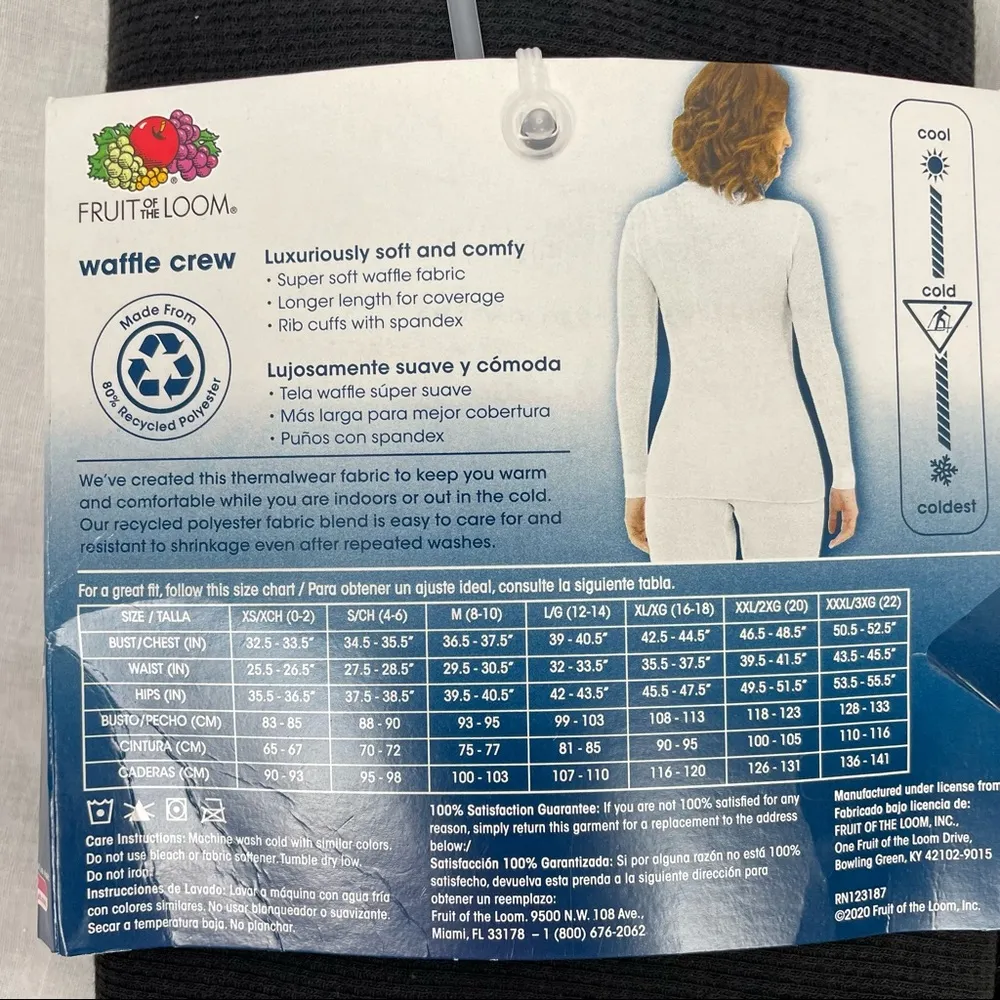 FRUIT OF THE LOOM®
waffle crew
Made From
80% Recycled Polyester
Luxuriously soft and comfy
• Super soft waffle fabric
• Longer length for coverage
• Rib cuffs with spandex
Lujosamente suave y cómoda
• Tela waffle súper suave
• Más larga para mejor cobertura
• Puños con spandex
We've created this thermalwear fabric to keep you warm
and comfortable while you are indoors or out in the cold.
Our recycled polyester fabric blend is easy to care for and
resistant to shrinkage even after repeated washes.
cool
cold
coldest
For a great fit, follow this size chart / Para obtener un ajuste ideal, consulte la siguiente tabla.
SIZE / TALLA XS/XCH (0-2) S/CH (4-6) M (8-10) L/G (12-14) XL/XG (16-18) XXL/2XG (20) XXXL/3XG (22)
BUST/CHEST (IN) 32.5 - 33.5" 34.5 - 35.5" 36.5 - 37.5" 39 - 40.5" 42.5 - 44.5" 46.5 - 48.5" 50.5 - 52.5"
WAIST (IN) 25.5 - 26.5" 27.5 - 28.5" 29.5 - 30.5" 32 - 33.5" 35.5 - 37.5" 39.5 - 41.5" 43.5 - 45.5"
HIPS (IN) 35.5 - 36.5" 37.5 - 38.5" 39.5 - 40.5" 42 - 43.5" 45.5 - 47.5" 49.5 - 51.5" 53.5 - 55.5"
BUSTO/PECHO (CM) 83 - 85 88 - 90 93 - 95 99 - 103 108 - 113 118 - 123 128 - 133
CINTURA (CM) 65 - 67 70 - 72 75 - 77 81 - 85 90 - 95 100 - 105 110 - 116
CADERAS (CM) 90 - 93 95 - 98 100 - 103 107 - 110 116 - 120 126 - 131 136 - 141
Care Instructions: Machine wash cold with similar colors.
Do not use bleach or fabric softener. Tumble dry low.
Do not iron.
Instrucciones de Lavado: Lavar a máquina con agua fría
con colores similares. No usar blanqueador o suavizante.
Secar a temperatura baja. No planchar.
100% Satisfaction Guarantee: If you are not 100% satisfied for any
reason, simply return this garment for a replacement to the address
below:/
Satisfacción 100% Garantizada: Si por alguna razón no está 100%
satisfecho, devuelva esta prenda a la siguiente dirección para
obtener un reemplazo:
Fruit of the Loom. 9500 N.W. 108 Ave.,
Miami, FL 33178 – 1 (800) 676-2062
Manufactured under license from
Fabricado bajo licencia de:
FRUIT OF THE LOOM, INC.,
One Fruit of the Loom Drive,
Bowling Green, KY 42102-9015
RN123187
©2020 Fruit of the Loom, Inc.